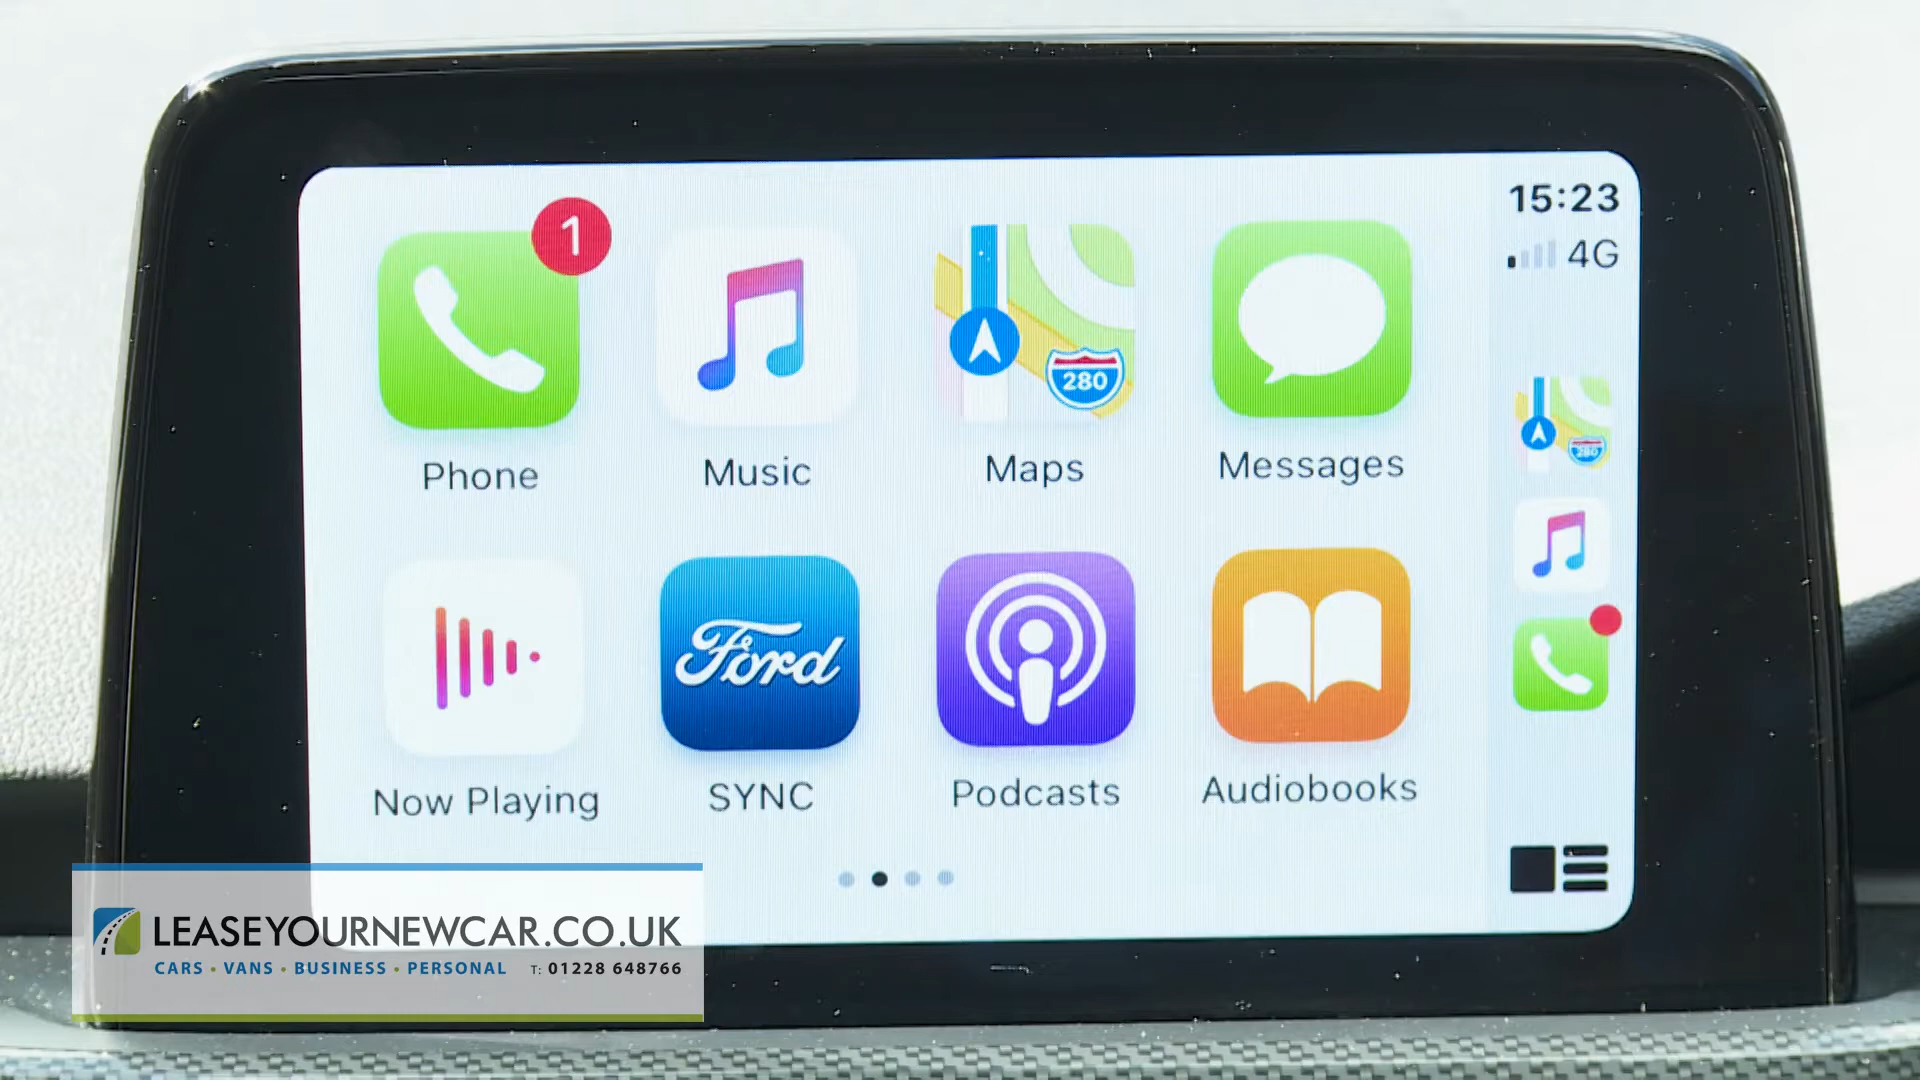 15:23
4G
1
280
Phone
Music
Maps
Messages
280
Ford
Now Playing
SYNC
Podcasts
Audiobooks
LEASEYOURNEWCAR.CO.UK
CARS • VANS • BUSINESS • PERSONAL T: 01228 648766